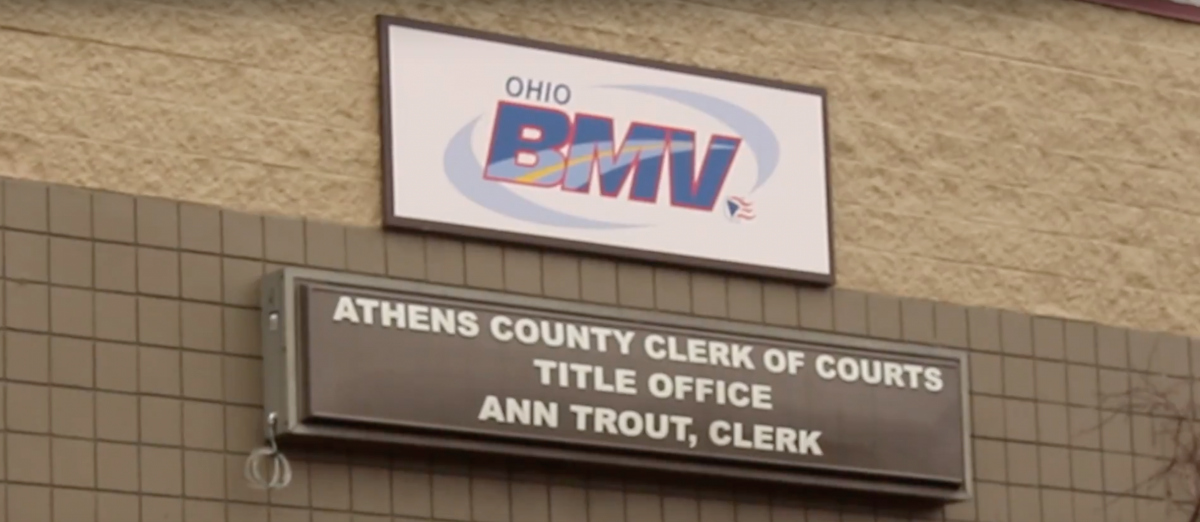 OHIO
BMV
ATHENS COUNTY CLERK OF COURTS
TITLE OFFICE
ANN TROUT, CLERK